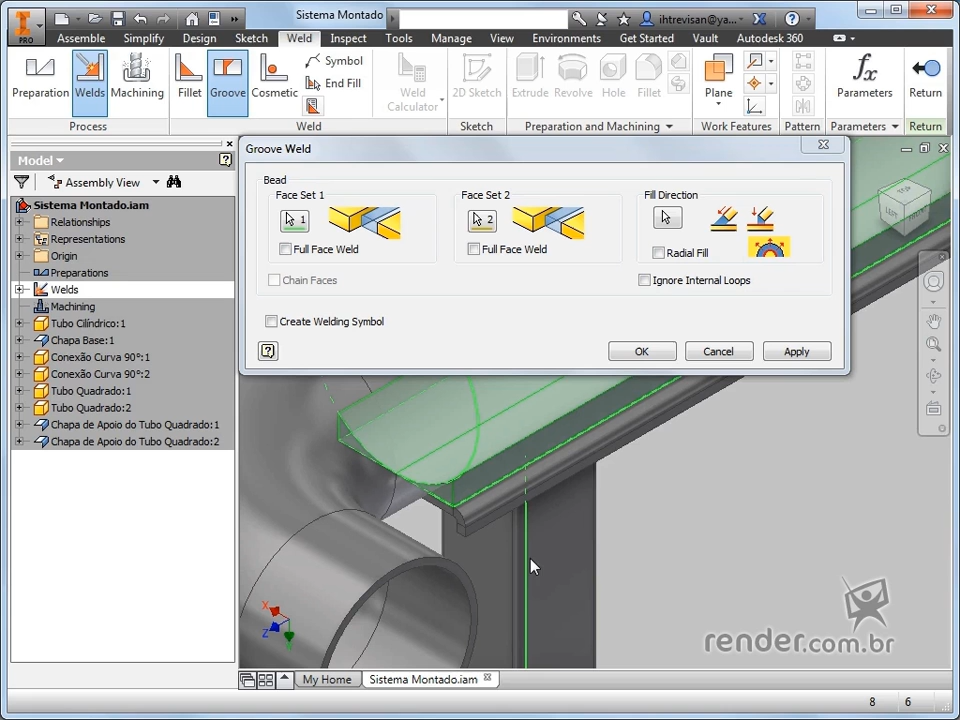 PRO
Sistema Montado
ihtrevisan@ya...
Assemble Simplify Design Sketch Weld Inspect Tools Manage View Environments Get Started Vault Autodesk 360
Preparation Welds Machining Fillet Groove Cosmetic Symbol End Fill Weld Calculator 2D Sketch Extrude Revolve Hole Fillet Plane Parameters Return
Process Weld Sketch Preparation and Machining Work Features Pattern Parameters Return
Model
Assembly View
Sistema Montado.iam
Relationships
Representations
Origin
Preparations
Welds
Machining
Tubo Cilíndrico:1
Chapa Base:1
Conexão Curva 90°:1
Conexão Curva 90°:2
Tubo Quadrado:1
Tubo Quadrado:2
Chapa de Apoio do Tubo Quadrado:1
Chapa de Apoio do Tubo Quadrado:2
Groove Weld
Bead
Face Set 1 Face Set 2 Fill Direction
1 2
Full Face Weld Full Face Weld Radial Fill
Chain Faces Ignore Internal Loops
Create Welding Symbol
OK Cancel Apply
TOP
LEFT
X
Z
render.com.br
My Home Sistema Montado.iam
8 6